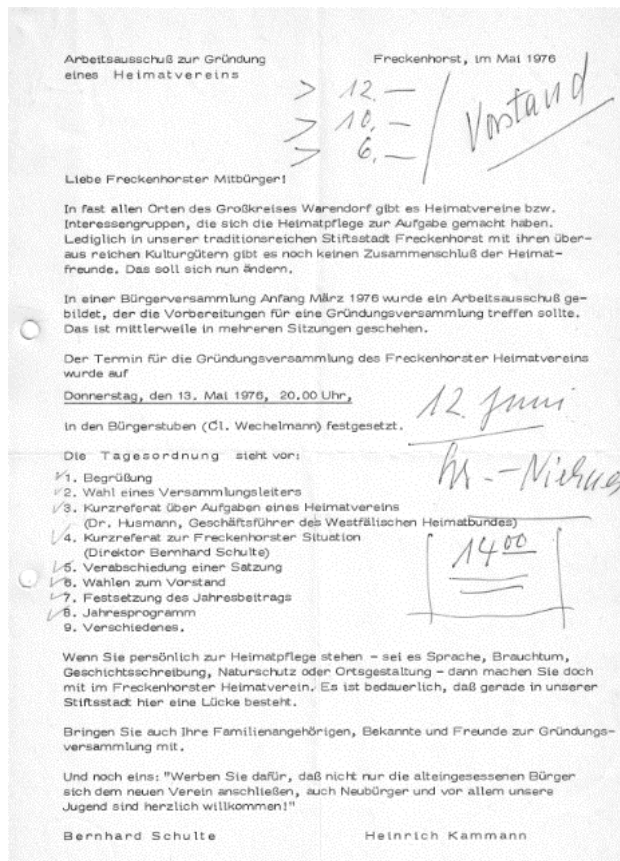 Arbeitsausschuß zur Gründung
eines Heimatvereins
Freckenhorst, im Mai 1976
> 12.—
> 10.—
> 6.—
Vorstand
Liebe Freckenhorster Mitbürger!
In fast allen Orten des Großkreises Warendorf gibt es Heimatvereine bzw.
Interessengruppen, die sich die Heimatpflege zur Aufgabe gemacht haben.
Lediglich in unserer traditionsreichen Stiftsstadt Freckenhorst mit ihren über-
aus reichen Kulturgütern gibt es noch keinen Zusammenschluß der Heimat-
freunde. Das soll sich nun ändern.
In einer Bürgerversammlung Anfang März 1976 wurde ein Arbeitsausschuß ge-
bildet, der die Vorbereitungen für eine Gründungsversammlung treffen sollte.
Das ist mittlerweile in mehreren Sitzungen geschehen.
Der Termin für die Gründungsversammlung des Freckenhorster Heimatvereins
wurde auf
Donnerstag, den 13. Mai 1976, 20.00 Uhr,
12. Juni
in den Bürgerstuben (Cl. Wechelmann) festgesetzt.
Die Tagesordnung sieht vor:
1. Begrüßung
2. Wahl eines Versammlungsleiters
3. Kurzreferat über Aufgaben eines Heimatvereins
(Dr. Husmann, Geschäftsführer des Westfälischen Heimatbundes)
4. Kurzreferat zur Freckenhorster Situation
(Direktor Bernhard Schulte)
5. Verabschiedung einer Satzung
6. Wahlen zum Vorstand
7. Festsetzung des Jahresbeitrags
8. Jahresprogramm
9. Verschiedenes.
14 00
Wenn Sie persönlich zur Heimatpflege stehen - sei es Sprache, Brauchtum,
Geschichtsschreibung, Naturschutz oder Ortsgestaltung - dann machen Sie doch
mit im Freckenhorster Heimatverein. Es ist bedauerlich, daß gerade in unserer
Stiftsstadt hier eine Lücke besteht.
Bringen Sie auch Ihre Familienangehörigen, Bekannte und Freunde zur Gründungs-
versammlung mit.
Und noch eins: "Werben Sie dafür, daß nicht nur die alteingesessenen Bürger
sich dem neuen Verein anschließen, auch Neubürger und vor allem unsere
Jugend sind herzlich willkommen!"
Bernhard Schulte
Heinrich Kammann